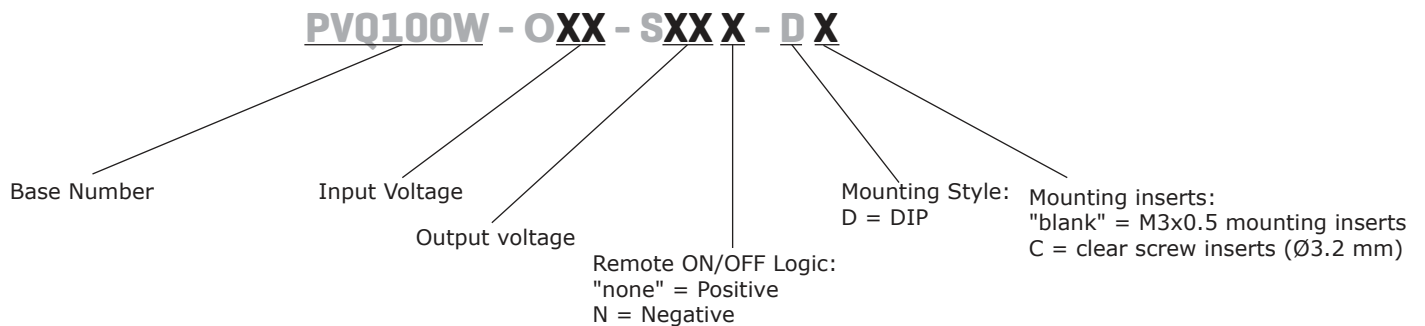 PVQ100W - OXX - SXX X - D X
Base Number
Input Voltage
Output voltage
Remote ON/OFF Logic:
"none" = Positive
N = Negative
Mounting Style:
D = DIP
Mounting inserts:
"blank" = M3x0.5 mounting inserts
C = clear screw inserts (Ø3.2 mm)